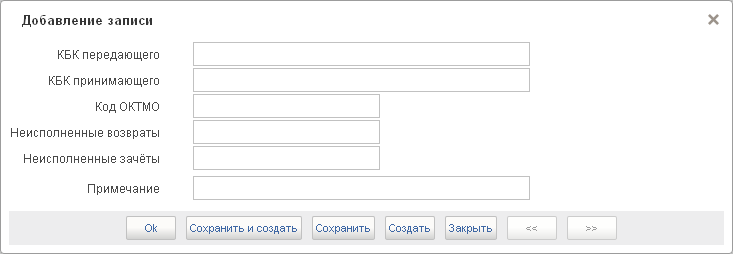 Добавление записи
КБК передающего
КБК принимающего
Код ОКТМО
Неисполненные возвраты
Неисполненные зачёты
Примечание
Ok Сохранить и создать Сохранить Создать Закрыть << >>